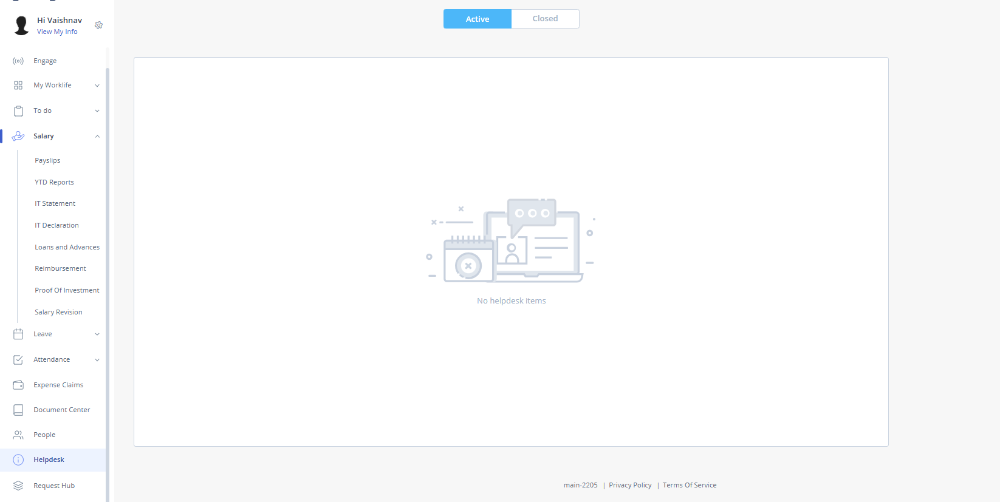 Hi Vaishnav
View My Info
Engage
My Worklife
To do
Salary
Payslips
YTD Reports
IT Statement
IT Declaration
Loans and Advances
Reimbursement
Proof Of Investment
Salary Revision
Leave
Attendance
Expense Claims
Document Center
People
Helpdesk
Request Hub
Active Closed
No helpdesk items
main-2205 | Privacy Policy | Terms Of Service